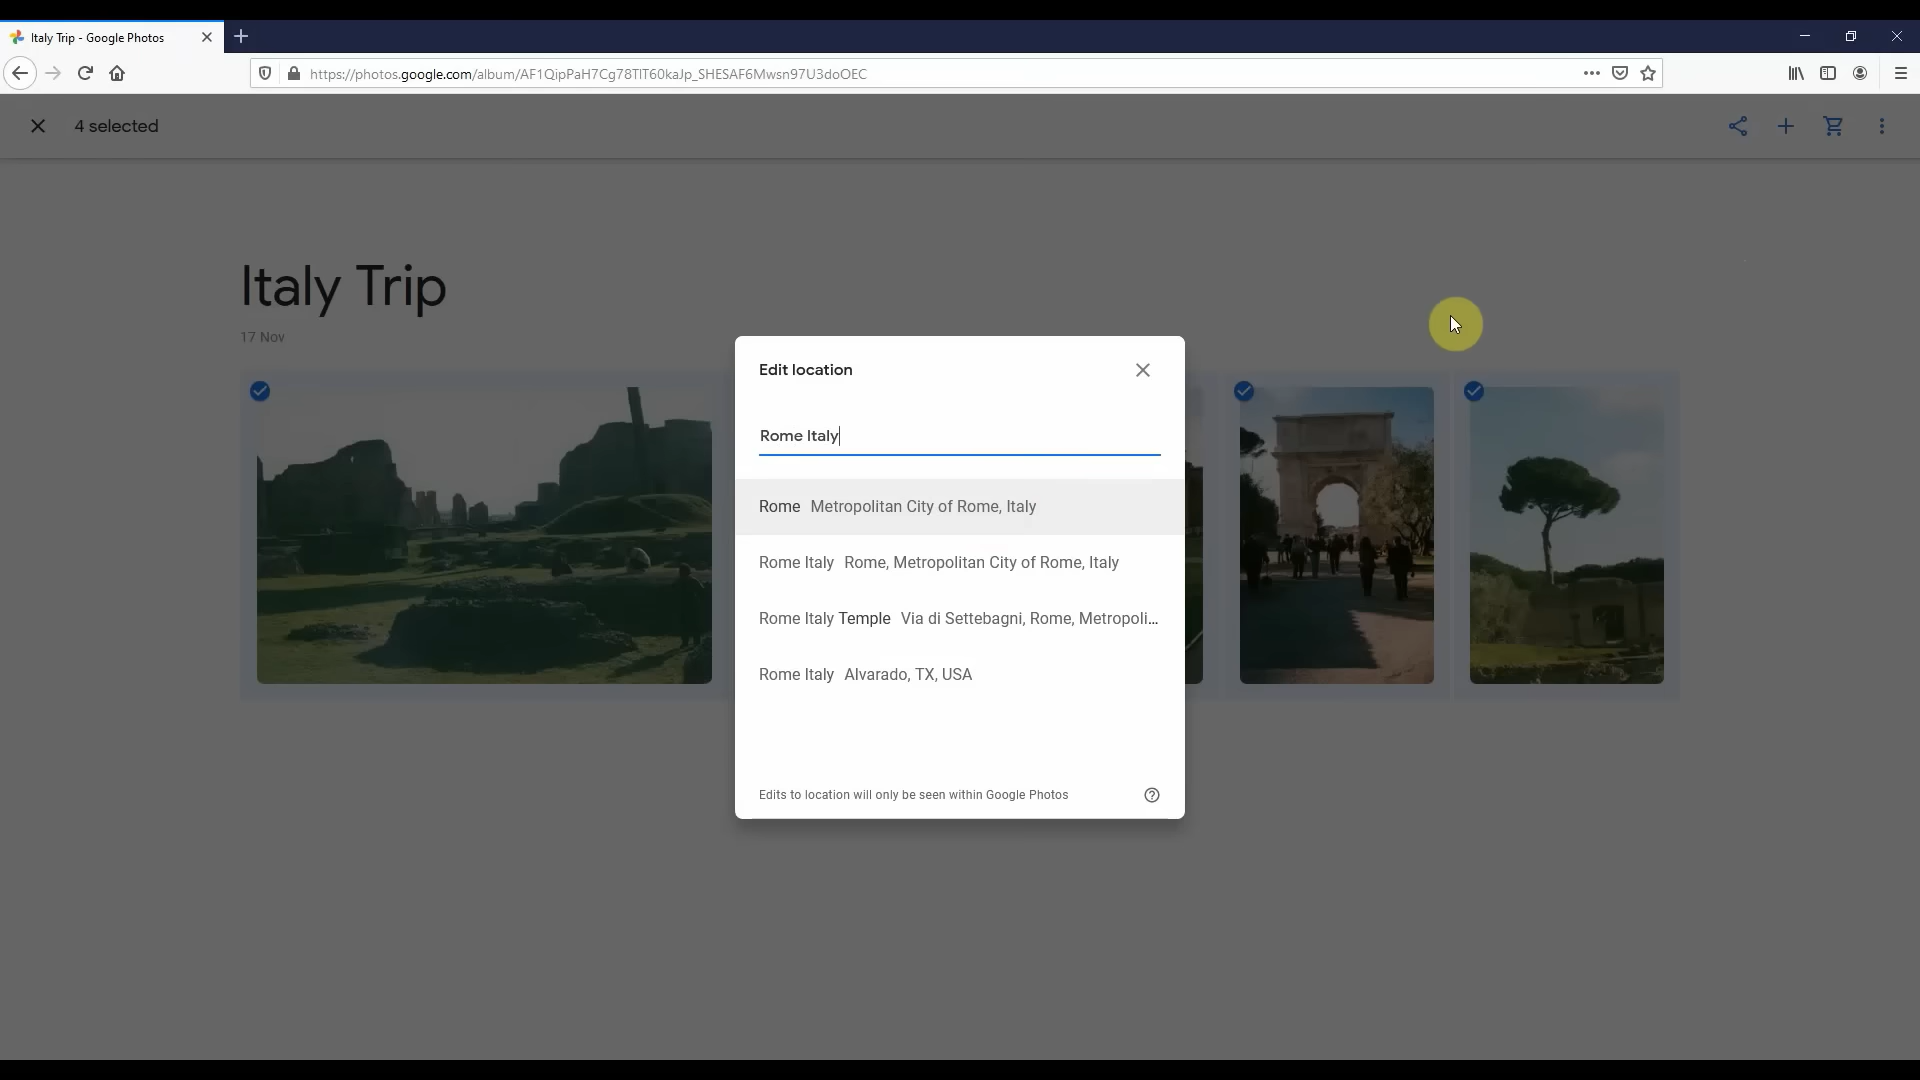 Italy Trip - Google Photos
https://photos.google.com/album/AF1QipPaH7Cg78TlT60kaJp_SHESAF6Mwsn97U3doOEC
4 selected
Italy Trip
17 Nov
Edit location
Rome Italy
Rome Metropolitan City of Rome, Italy
Rome Italy Rome, Metropolitan City of Rome, Italy
Rome Italy Temple Via di Settebagni, Rome, Metropoli...
Rome Italy Alvarado, TX, USA
Edits to location will only be seen within Google Photos